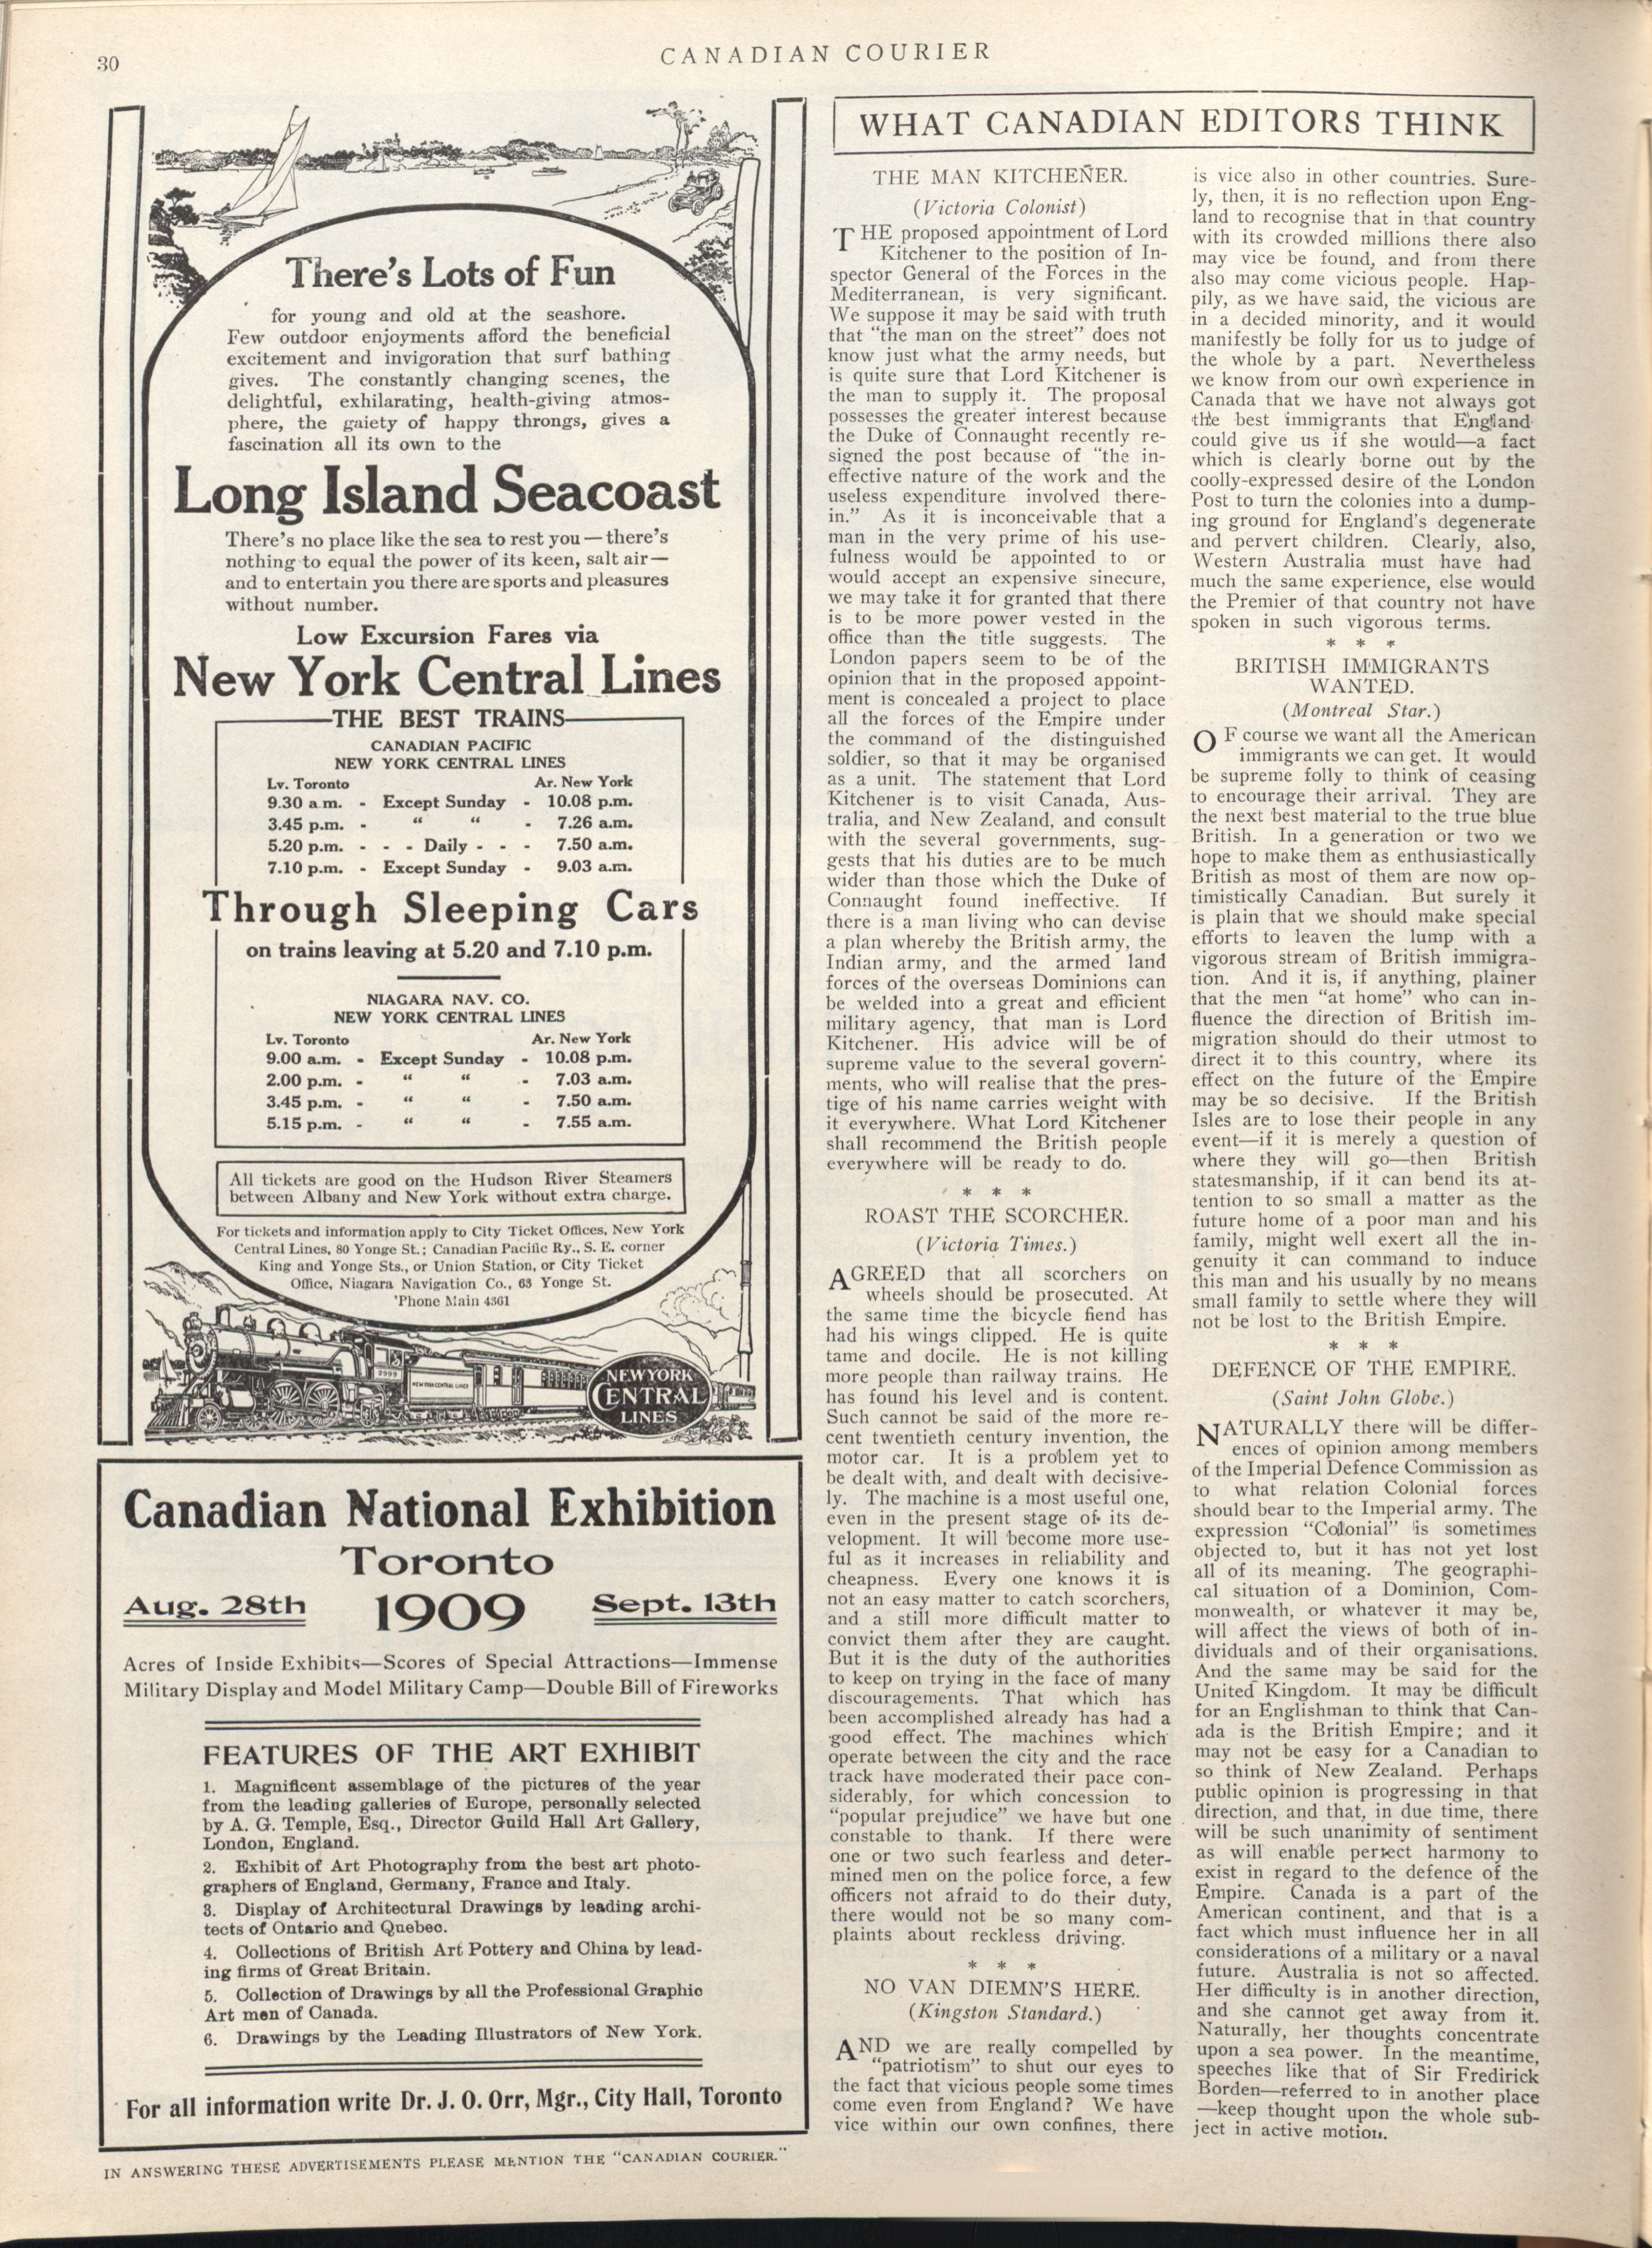 30
CANADIAN COURIER
There's Lots of Fun
for young and old at the seashore.
Few outdoor enjoyments afford the beneficial
excitement and invigoration that surf bathing
gives. The constantly changing scenes, the
delightful, exhilarating, health-giving atmos-
phere, the gaiety of happy throngs, gives a
fascination all its own to the
Long Island Seacoast
There's no place like the sea to rest you—there's
nothing to equal the power of its keen, salt air—
and to entertain you there are sports and pleasures
without number.
Low Excursion Fares via
New York Central Lines
THE BEST TRAINS
CANADIAN PACIFIC
NEW YORK CENTRAL LINES
Lv. Toronto Ar. New York
9.30 a.m. - Except Sunday - 10.08 p.m.
3.45 p.m. - “ “ - 7.26 a.m.
5.20 p.m. - - - Daily - - - 7.50 a.m.
7.10 p.m. - Except Sunday - 9.03 a.m.
Through Sleeping Cars
on trains leaving at 5.20 and 7.10 p.m.
NIAGARA NAV. CO.
NEW YORK CENTRAL LINES
Lv. Toronto Ar. New York
9.00 a.m. - Except Sunday - 10.08 p.m.
2.00 p.m. - “ “ - 7.03 a.m.
3.45 p.m. - “ “ - 7.50 a.m.
5.15 p.m. - “ “ - 7.55 a.m.
All tickets are good on the Hudson River Steamers
between Albany and New York without extra charge.
For tickets and information apply to City Ticket Offices, New York
Central Lines, 80 Yonge St.; Canadian Pacific Ry., S. E. corner
King and Yonge Sts., or Union Station, or City Ticket
Office, Niagara Navigation Co., 63 Yonge St.
'Phone Main 4361
2999
NEW YORK CENTRAL LINES
NEW YORK
CENTRAL
LINES
Canadian National Exhibition
Toronto
Aug. 28th 1909 Sept. 13th
Acres of Inside Exhibits—Scores of Special Attractions—Immense
Military Display and Model Military Camp—Double Bill of Fireworks
FEATURES OF THE ART EXHIBIT
1. Magnificent assemblage of the pictures of the year
from the leading galleries of Europe, personally selected
by A. G. Temple, Esq., Director Guild Hall Art Gallery,
London, England.
2. Exhibit of Art Photography from the best art photo-
graphers of England, Germany, France and Italy.
3. Display of Architectural Drawings by leading archi-
tects of Ontario and Quebec.
4. Collections of British Art Pottery and China by lead-
ing firms of Great Britain.
5. Collection of Drawings by all the Professional Graphic
Art men of Canada.
6. Drawings by the Leading Illustrators of New York.
For all information write Dr. J. O. Orr, Mgr., City Hall, Toronto
IN ANSWERING THESE ADVERTISEMENTS PLEASE MENTION THE "CANADIAN COURIER."
WHAT CANADIAN EDITORS THINK
THE MAN KITCHENER.
(Victoria Colonist)
THE proposed appointment of Lord
Kitchener to the position of In-
spector General of the Forces in the
Mediterranean, is very significant.
We suppose it may be said with truth
that "the man on the street" does not
know just what the army needs, but
is quite sure that Lord Kitchener is
the man to supply it. The proposal
possesses the greater interest because
the Duke of Connaught recently re-
signed the post because of "the in-
effective nature of the work and the
useless expenditure involved there-
in." As it is inconceivable that a
man in the very prime of his use-
fulness would be appointed to or
would accept an expensive sinecure,
we may take it for granted that there
is to be more power vested in the
office than the title suggests. The
London papers seem to be of the
opinion that in the proposed appoint-
ment is concealed a project to place
all the forces of the Empire under
the command of the distinguished
soldier, so that it may be organised
as a unit. The statement that Lord
Kitchener is to visit Canada, Aus-
tralia, and New Zealand, and consult
with the several governments, sug-
gests that his duties are to be much
wider than those which the Duke of
Connaught found ineffective. If
there is a man living who can devise
a plan whereby the British army, the
Indian army, and the armed land
forces of the overseas Dominions can
be welded into a great and efficient
military agency, that man is Lord
Kitchener. His advice will be of
supreme value to the several govern-
ments, who will realise that the pres-
tige of his name carries weight with
it everywhere. What Lord Kitchener
shall recommend the British people
everywhere will be ready to do.
* * *
ROAST THE SCORCHER.
(Victoria Times.)
AGREED that all scorchers on
wheels should be prosecuted. At
the same time the bicycle fiend has
had his wings clipped. He is quite
tame and docile. He is not killing
more people than railway trains. He
has found his level and is content.
Such cannot be said of the more re-
cent twentieth century invention, the
motor car. It is a problem yet to
be dealt with, and dealt with decisive-
ly. The machine is a most useful one,
even in the present stage of its de-
velopment. It will become more use-
ful as it increases in reliability and
cheapness. Every one knows it is
not an easy matter to catch scorchers,
and a still more difficult matter to
convict them after they are caught.
But it is the duty of the authorities
to keep on trying in the face of many
discouragements. That which has
been accomplished already has had a
good effect. The machines which
operate between the city and the race
track have moderated their pace con-
siderably, for which concession to
"popular prejudice" we have but one
constable to thank. If there were
one or two such fearless and deter-
mined men on the police force, a few
officers not afraid to do their duty,
there would not be so many com-
plaints about reckless driving.
* * *
NO VAN DIEMN'S HERE.
(Kingston Standard.)
AND we are really compelled by
"patriotism" to shut our eyes to
the fact that vicious people some times
come even from England? We have
vice within our own confines, there
is vice also in other countries. Sure-
ly, then, it is no reflection upon Eng-
land to recognise that in that country
with its crowded millions there also
may vice be found, and from there
also may come vicious people. Hap-
pily, as we have said, the vicious are
in a decided minority, and it would
manifestly be folly for us to judge of
the whole by a part. Nevertheless
we know from our own experience in
Canada that we have not always got
the best immigrants that England
could give us if she would—a fact
which is clearly borne out by the
coolly-expressed desire of the London
Post to turn the colonies into a dump-
ing ground for England's degenerate
and pervert children. Clearly, also,
Western Australia must have had
much the same experience, else would
the Premier of that country not have
spoken in such vigorous terms.
* * *
BRITISH IMMIGRANTS
WANTED.
(Montreal Star.)
OF course we want all the American
immigrants we can get. It would
be supreme folly to think of ceasing
to encourage their arrival. They are
the next best material to the true blue
British. In a generation or two we
hope to make them as enthusiastically
British as most of them are now op-
timistically Canadian. But surely it
is plain that we should make special
efforts to leaven the lump with a
vigorous stream of British immigra-
tion. And it is, if anything, plainer
that the men "at home" who can in-
fluence the direction of British im-
migration should do their utmost to
direct it to this country, where its
effect on the future of the Empire
may be so decisive. If the British
Isles are to lose their people in any
event—if it is merely a question of
where they will go—then British
statesmanship, if it can bend its at-
tention to so small a matter as the
future home of a poor man and his
family, might well exert all the in-
genuity it can command to induce
this man and his usually by no means
small family to settle where they will
not be lost to the British Empire.
* * *
DEFENCE OF THE EMPIRE.
(Saint John Globe.)
NATURALLY there will be differ-
ences of opinion among members
of the Imperial Defence Commission as
to what relation Colonial forces
should bear to the Imperial army. The
expression "Colonial" is sometimes
objected to, but it has not yet lost
all of its meaning. The geographi-
cal situation of a Dominion, Com-
monwealth, or whatever it may be,
will affect the views of both of in-
dividuals and of their organisations.
And the same may be said for the
United Kingdom. It may be difficult
for an Englishman to think that Can-
ada is the British Empire; and it
may not be easy for a Canadian to
so think of New Zealand. Perhaps
public opinion is progressing in that
direction, and that, in due time, there
will be such unanimity of sentiment
as will enable perfect harmony to
exist in regard to the defence of the
Empire. Canada is a part of the
American continent, and that is a
fact which must influence her in all
considerations of a military or a naval
future. Australia is not so affected.
Her difficulty is in another direction,
and she cannot get away from it.
Naturally, her thoughts concentrate
upon a sea power. In the meantime,
speeches like that of Sir Fredirick
Borden—referred to in another place
—keep thought upon the whole sub-
ject in active motion.